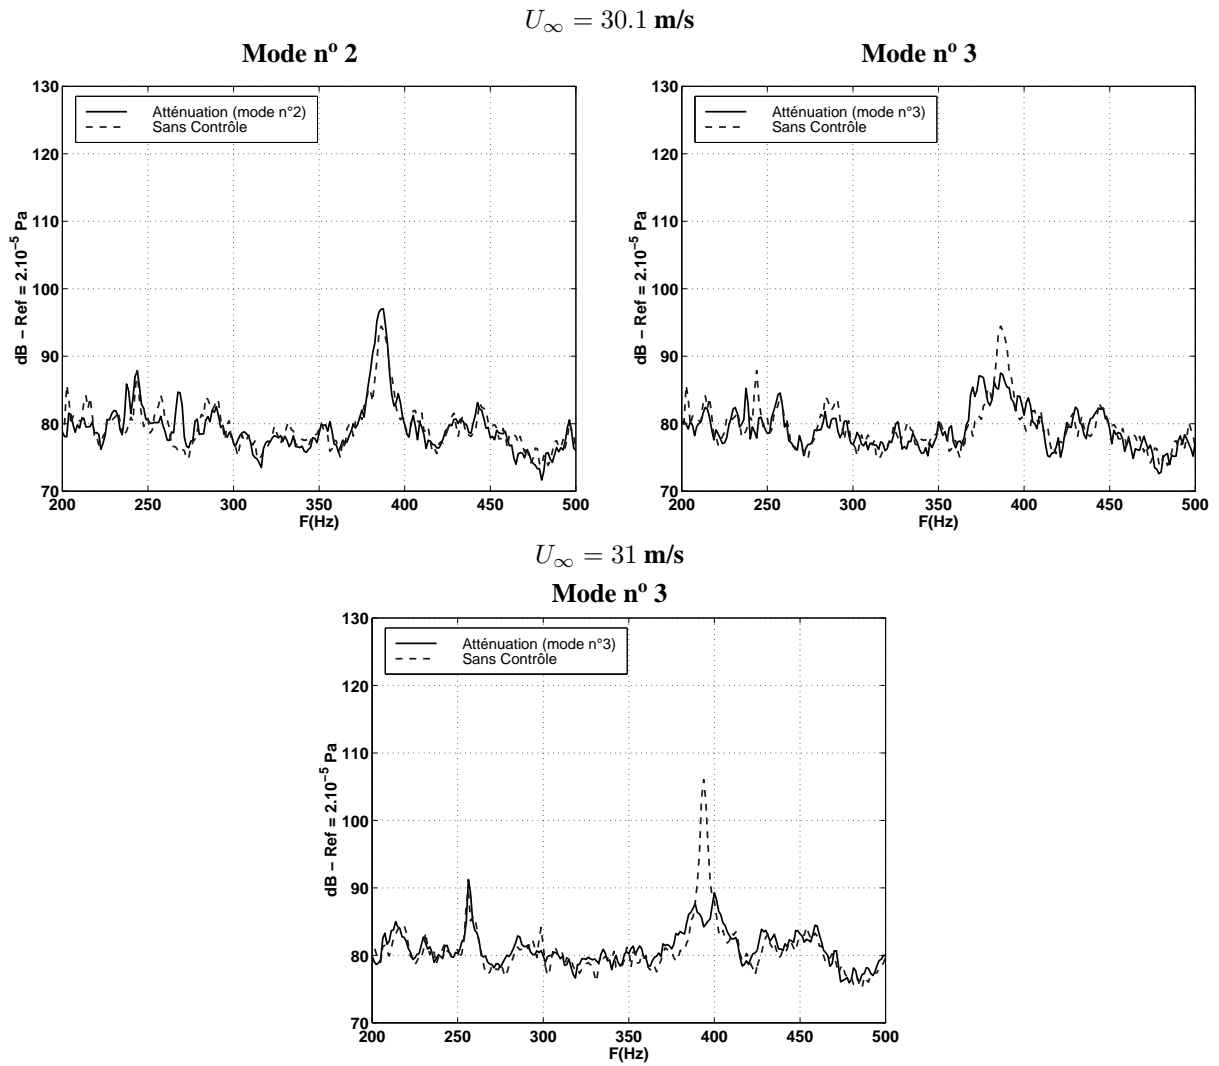 U∞ = 30.1 m/s
Mode nº 2
Mode nº 3
130
120
110
100
90
80
70
200 250 300 350 400 450 500
F(Hz)
dB – Ref = 2.10⁻⁵ Pa
Atténuation (mode n°2)
Sans Contrôle
130
120
110
100
90
80
70
200 250 300 350 400 450 500
F(Hz)
dB – Ref = 2.10⁻⁵ Pa
Atténuation (mode n°3)
Sans Contrôle
U∞ = 31 m/s
Mode nº 3
130
120
110
100
90
80
70
200 250 300 350 400 450 500
F(Hz)
dB – Ref = 2.10⁻⁵ Pa
Atténuation (mode n°3)
Sans Contrôle